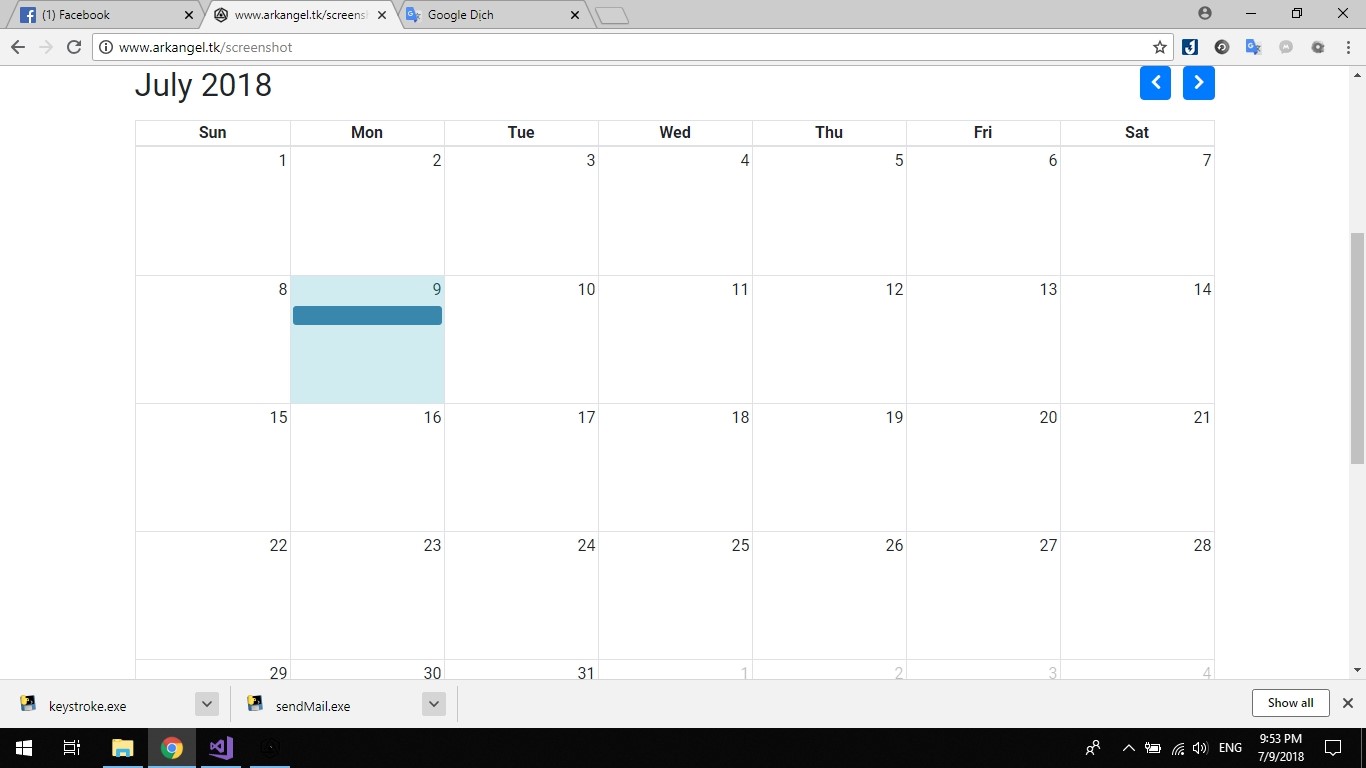 (1) Facebook
www.arkangel.tk/screens
Google Dịch
www.arkangel.tk/screenshot
July 2018
Sun Mon Tue Wed Thu Fri Sat
1 2 3 4 5 6 7
8 9 10 11 12 13 14
15 16 17 18 19 20 21
22 23 24 25 26 27 28
29 30 31 1 2 3 4
keystroke.exe
sendMail.exe
Show all
ENG
9:53 PM
7/9/2018